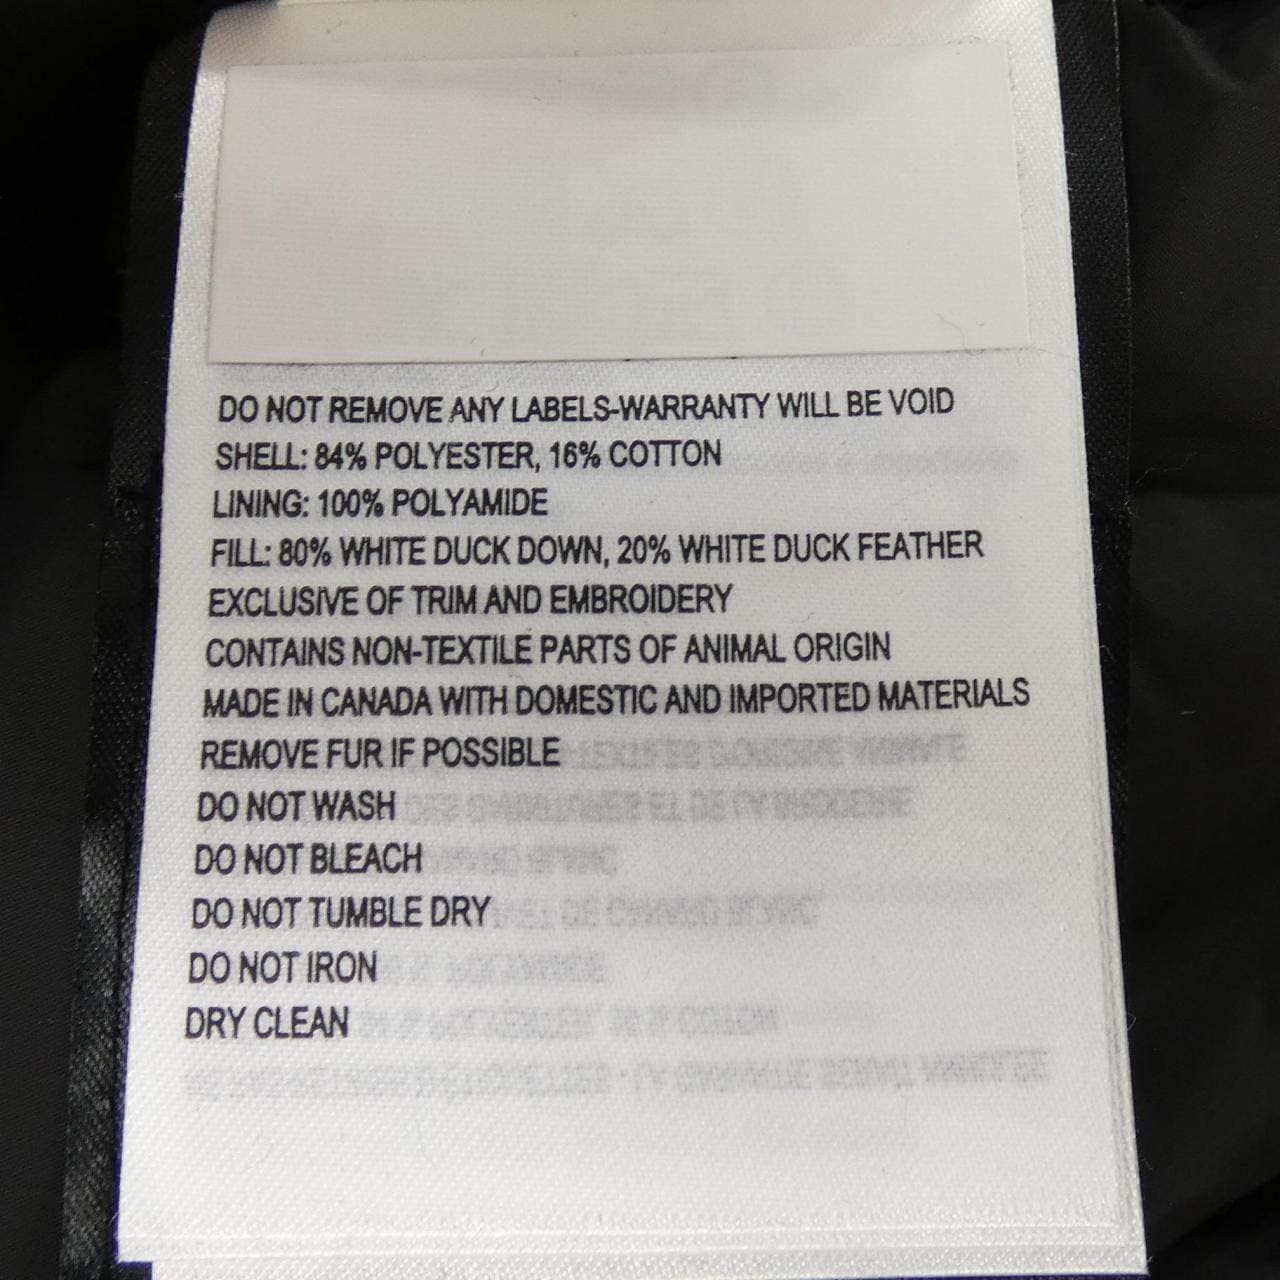 DO NOT REMOVE ANY LABELS-WARRANTY WILL BE VOID
SHELL: 84% POLYESTER, 16% COTTON
LINING: 100% POLYAMIDE
FILL: 80% WHITE DUCK DOWN, 20% WHITE DUCK FEATHER
EXCLUSIVE OF TRIM AND EMBROIDERY
CONTAINS NON-TEXTILE PARTS OF ANIMAL ORIGIN
MADE IN CANADA WITH DOMESTIC AND IMPORTED MATERIALS
REMOVE FUR IF POSSIBLE
DO NOT WASH
DO NOT BLEACH
DO NOT TUMBLE DRY
DO NOT IRON
DRY CLEAN